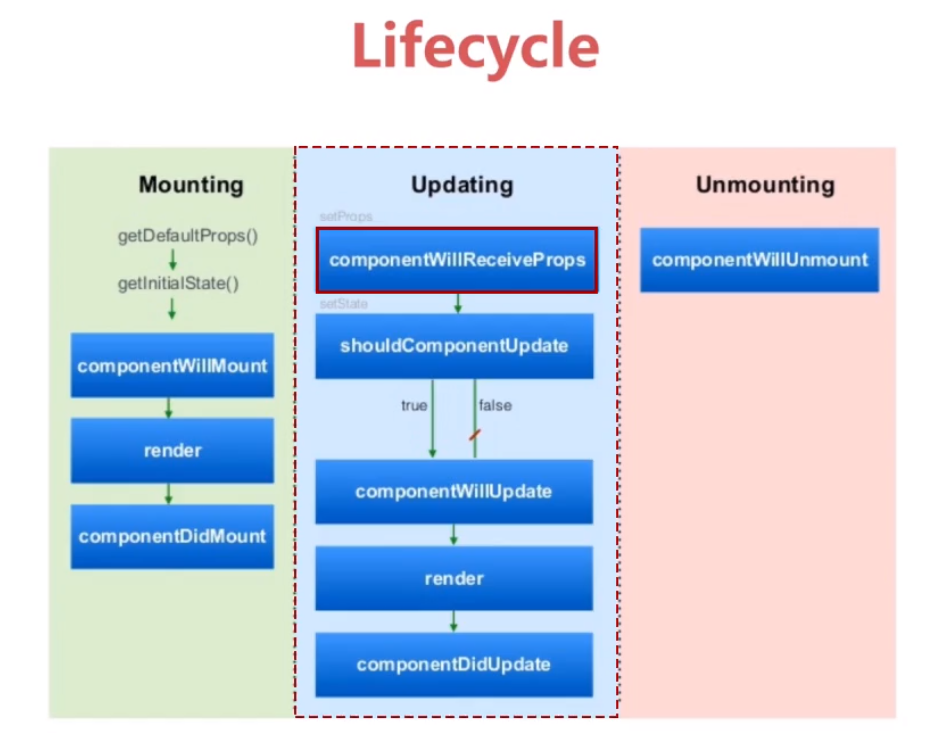 Lifecycle
Mounting
getDefaultProps()
getInitialState()
componentWillMount
render
componentDidMount
Updating
setProps
componentWillReceiveProps
setState
shouldComponentUpdate
true
false
componentWillUpdate
render
componentDidUpdate
Unmounting
componentWillUnmount